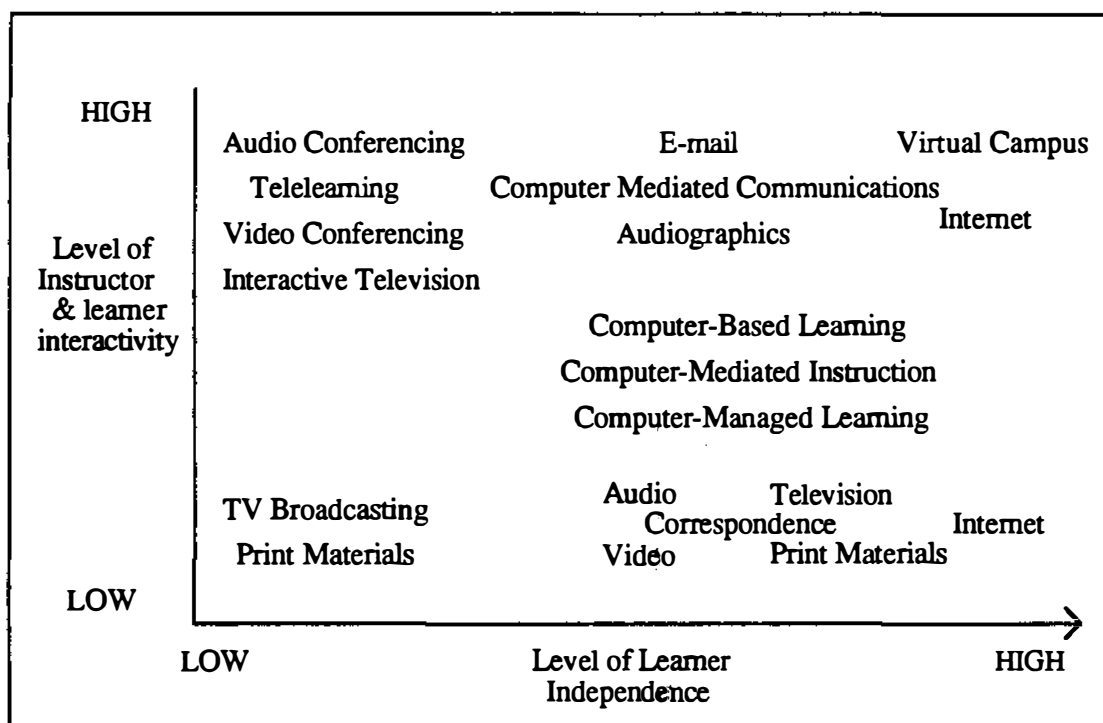 HIGH
Audio Conferencing E-mail Virtual Campus
Telelearning Computer Mediated Communications
Internet
Video Conferencing Audiographics
Level of
Instructor
& learner
interactivity
Interactive Television
Computer-Based Learning
Computer-Mediated Instruction
Computer-Managed Learning
Audio Television
TV Broadcasting
Correspondence Internet
Print Materials Video Print Materials
LOW
LOW Level of Learner HIGH
Independence